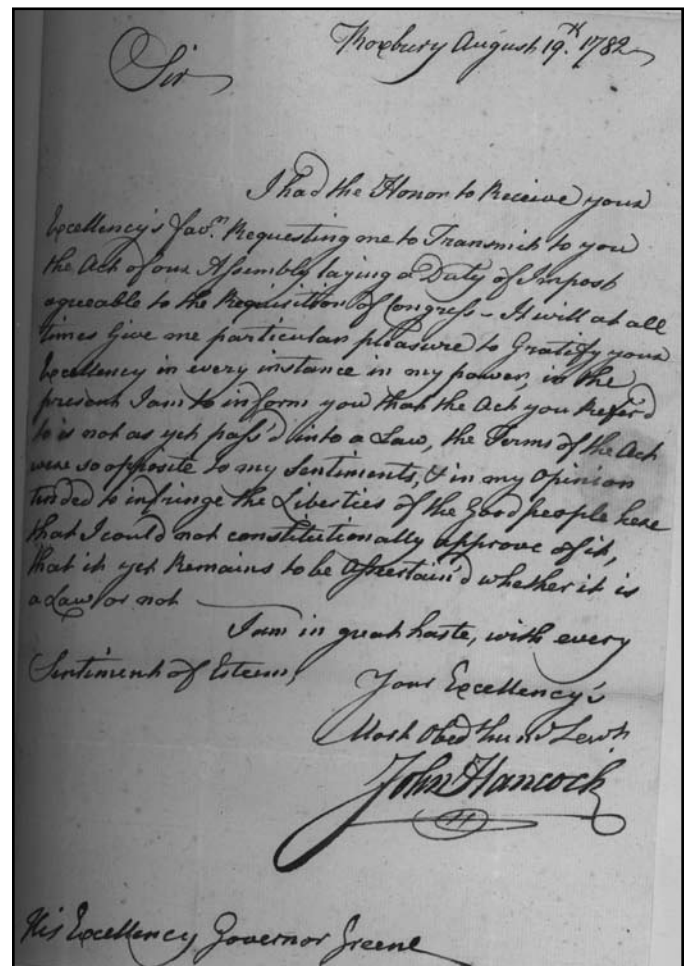 Roxbury August 19.th 1782
Sir
I had the Honor to Receive your
Excellency's favr. Requesting me to Transmit to you
the Act of our Assembly laying a Duty of Impost
agreeable to the Requisition of Congress - It will at all
times Give me particular pleasure to Gratify your
Excellency in every instance in my power, in the
present I am to inform you that the Act you Refer'd
to is not as yet pass'd into a Law, the Terms of the Act
were so opposite to my Sentiments, & in my Opinion
tended to infringe the Liberties of the Good people here
that I could not constitutionally approve of it,
that it yet Remains to be Ascertain'd whether it is
a Law or not
I am in great haste, with every
Sentiment of Esteem,
Your Excellency's
Most Obed. hum. Servt.
John Hancock
His Excellency Governor Greene